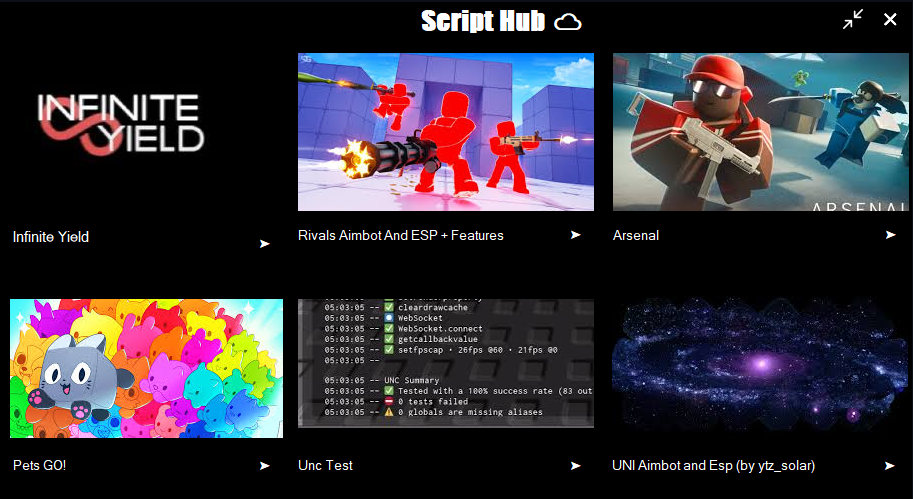 Script Hub
INFINITE
YIELD
SG
ARSENAL
Infinite Yield
Rivals Aimbot And ESP + Features
Arsenal
05:03:05 -- ✅ cleardrawcache
05:03:05 -- WebSocket
05:03:05 -- ✅ WebSocket.connect
05:03:05 -- ✅ getcallbackvalue
05:03:05 -- ✅ setfpscap • 26fps @60 • 21fps @0
05:03:05 --
05:03:05 -- UNC Summary
05:03:05 -- ✅ Tested with a 100% success rate (83 out
05:03:05 -- ⛔ 0 tests failed
05:03:05 -- ⚠️ 0 globals are missing aliases
Pets GO!
Unc Test
UNI Aimbot and Esp (by ytz_solar)